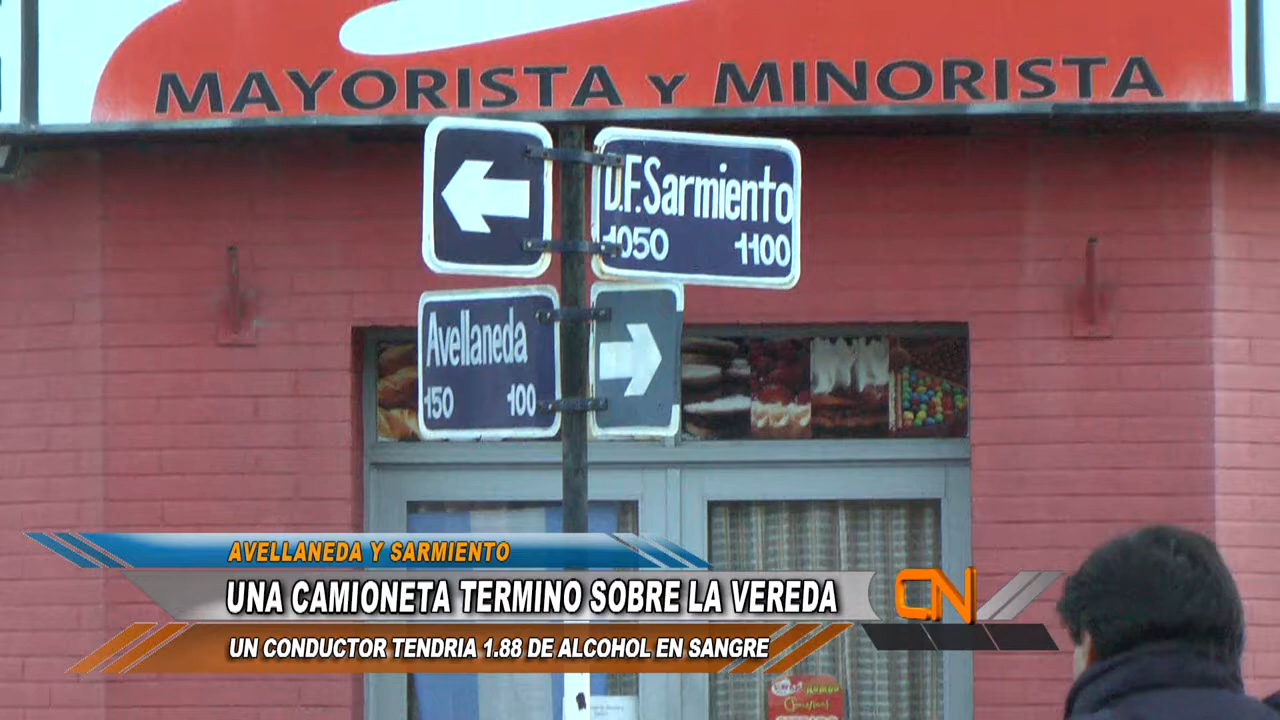 MAYORISTA Y MINORISTA
D.F.Sarmiento
1050 1100
Avellaneda
150 100
AVELLANEDA Y SARMIENTO
UNA CAMIONETA TERMINO SOBRE LA VEREDA
CN
UN CONDUCTOR TENDRIA 1.88 DE ALCOHOL EN SANGRE